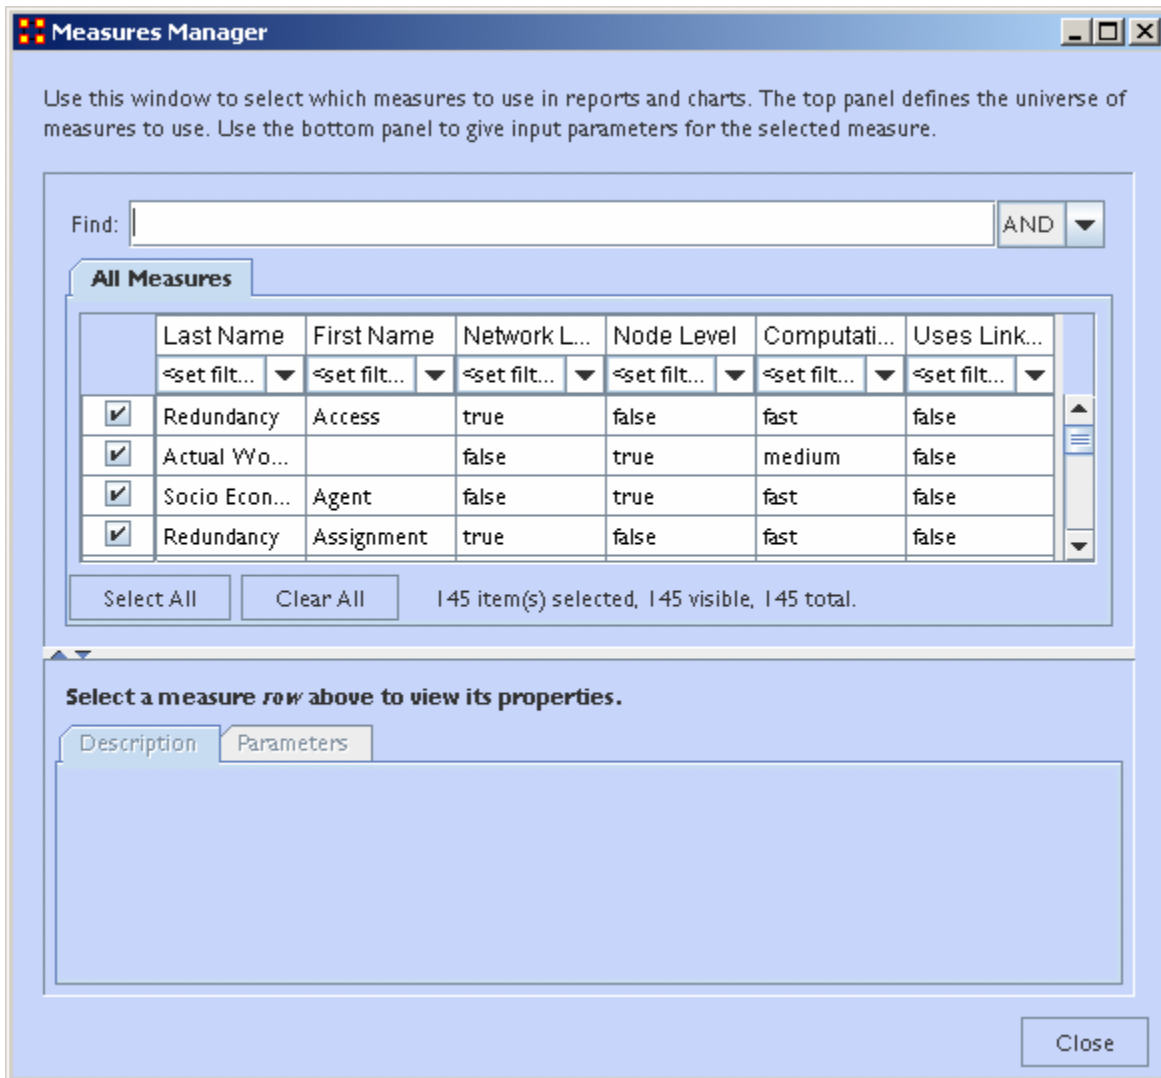 Measures Manager
Use this window to select which measures to use in reports and charts. The top panel defines the universe of
measures to use. Use the bottom panel to give input parameters for the selected measure.
Find: AND
All Measures
Last Name First Name Network L... Node Level Computati... Uses Link...
<set filt... <set filt... <set filt... <set filt... <set filt... <set filt...
Redundancy Access true false fast false
Actual Wo... false true medium false
Socio Econ... Agent false true fast false
Redundancy Assignment true false fast false
Select All Clear All 145 item(s) selected, 145 visible, 145 total.
Select a measure row above to view its properties.
Description Parameters
Close